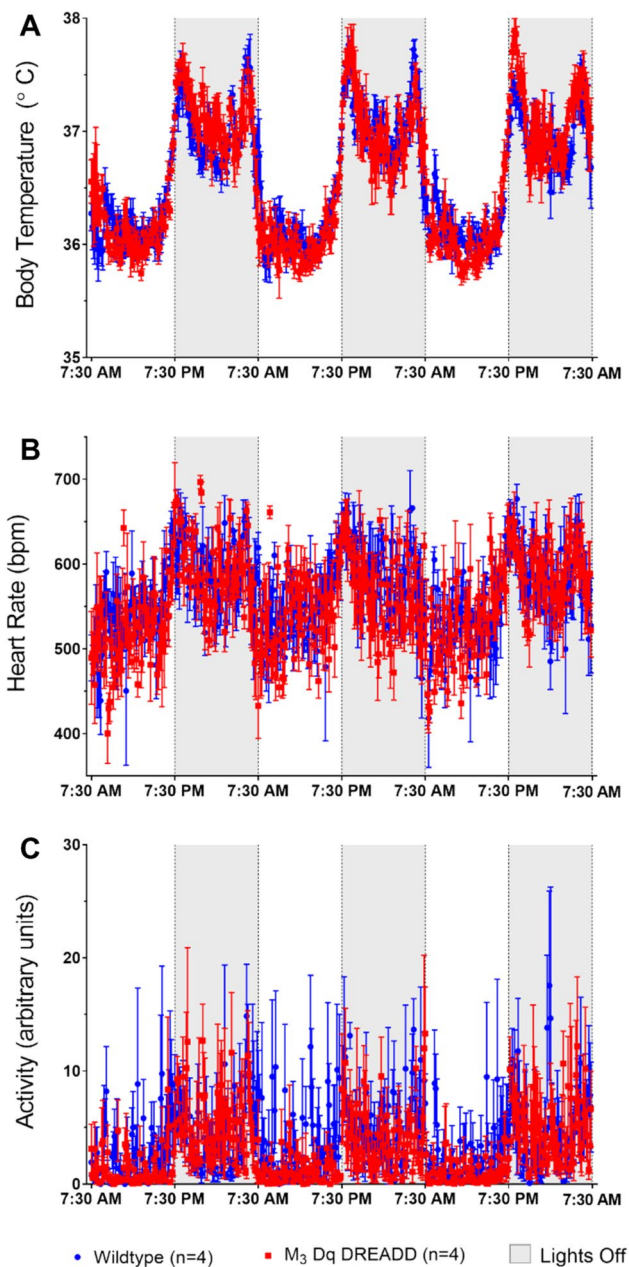 A
Body Temperature (° C)
38
37
36
35
7:30 AM 7:30 PM 7:30 AM 7:30 PM 7:30 AM 7:30 PM 7:30 AM
B
Heart Rate (bpm)
700
600
500
400
7:30 AM 7:30 PM 7:30 AM 7:30 PM 7:30 AM 7:30 PM 7:30 AM
C
Activity (arbitrary units)
30
20
10
0
7:30 AM 7:30 PM 7:30 AM 7:30 PM 7:30 AM 7:30 PM 7:30 AM
Wildtype (n=4) M₃ Dq DREADD (n=4) Lights Off